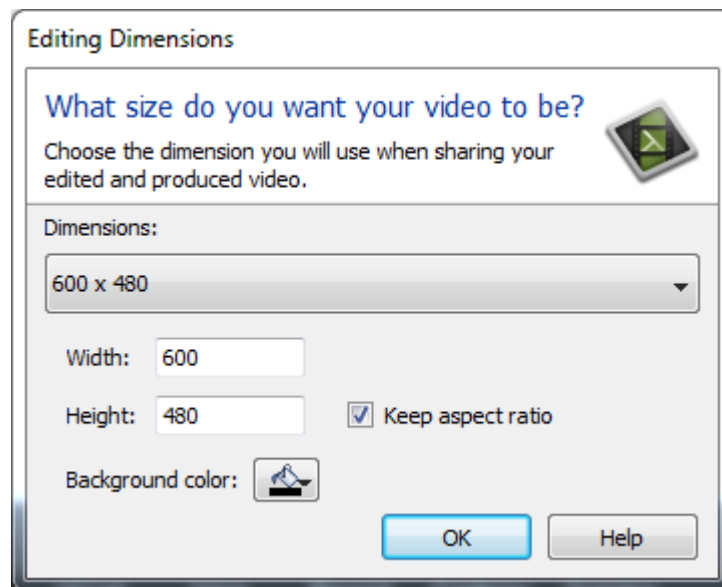 Editing Dimensions
What size do you want your video to be?
Choose the dimension you will use when sharing your
edited and produced video.
Dimensions:
600 x 480
Width: 600
Height: 480 Keep aspect ratio
Background color:
OK Help